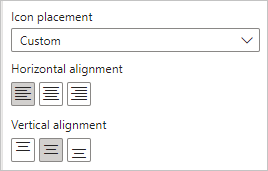 Icon placement
Custom
Horizontal alignment
Vertical alignment